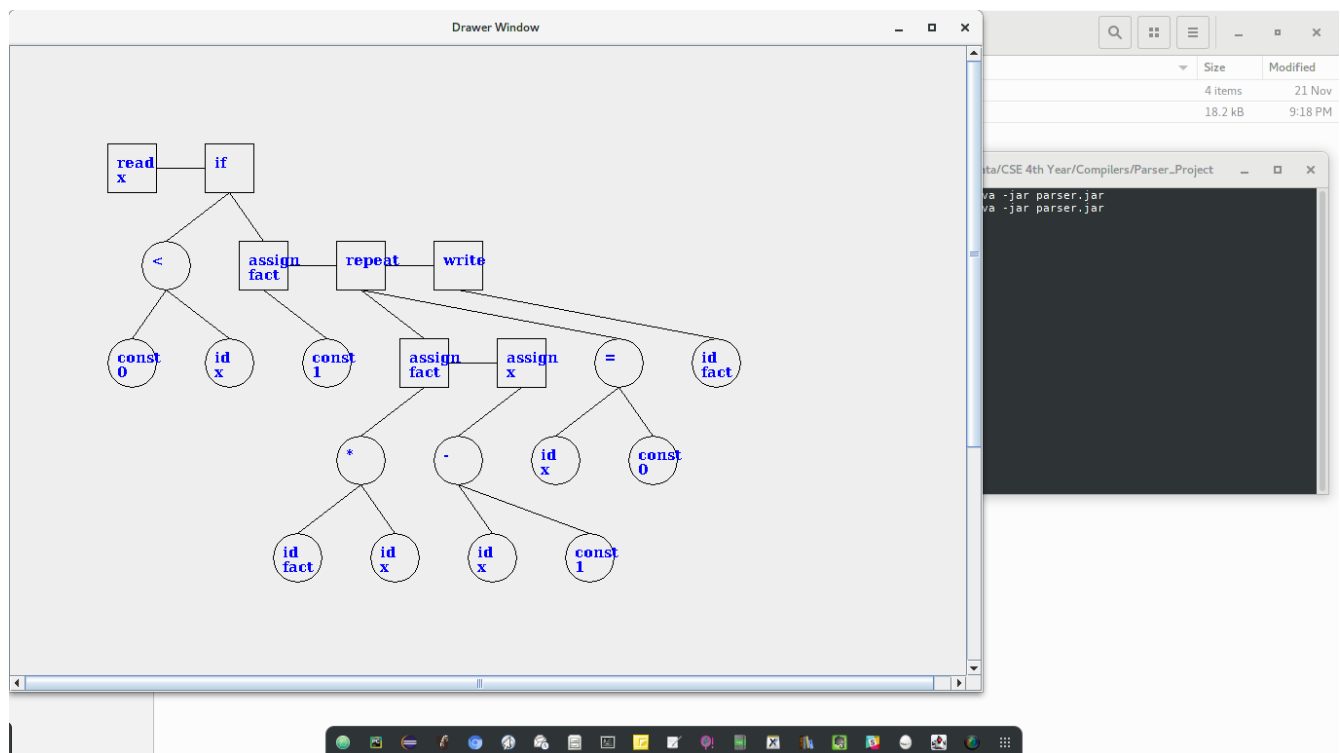 Drawer Window
Size Modified
4 items 21 Nov
18.2 kB 9:18 PM
ata/CSE 4th Year/Compilers/Parser_Project
va -jar parser.jar
va -jar parser.jar
read
x
if
<
assign
fact
repeat
write
const
0
id
x
const
1
assign
fact
assign
x
=
id
fact
*
-
id
x
const
0
id
fact
id
x
id
x
const
1